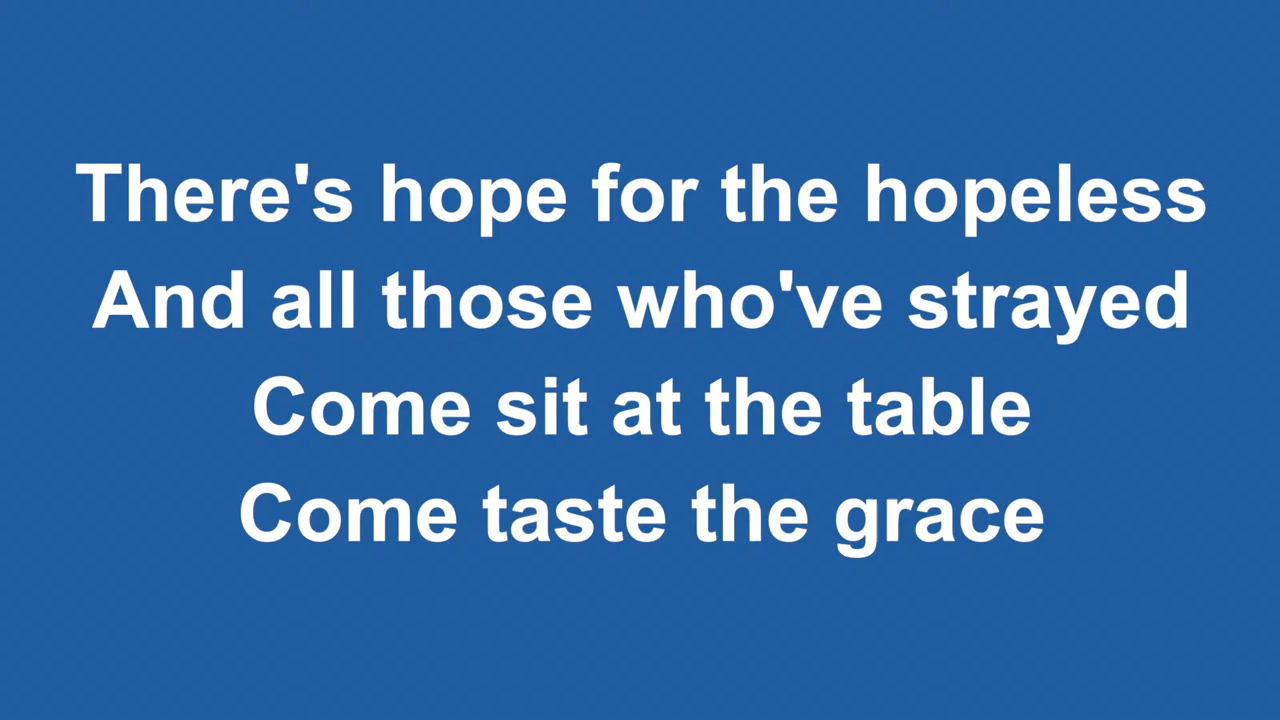 There's hope for the hopeless
And all those who've strayed
Come sit at the table
Come taste the grace